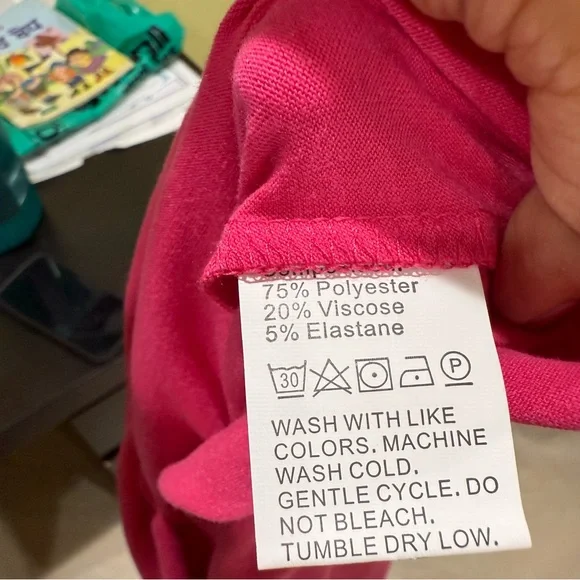 75% Polyester
20% Viscose
5% Elastane
30 P
WASH WITH LIKE
COLORS. MACHINE
WASH COLD.
GENTLE CYCLE. DO
NOT BLEACH.
TUMBLE DRY LOW.